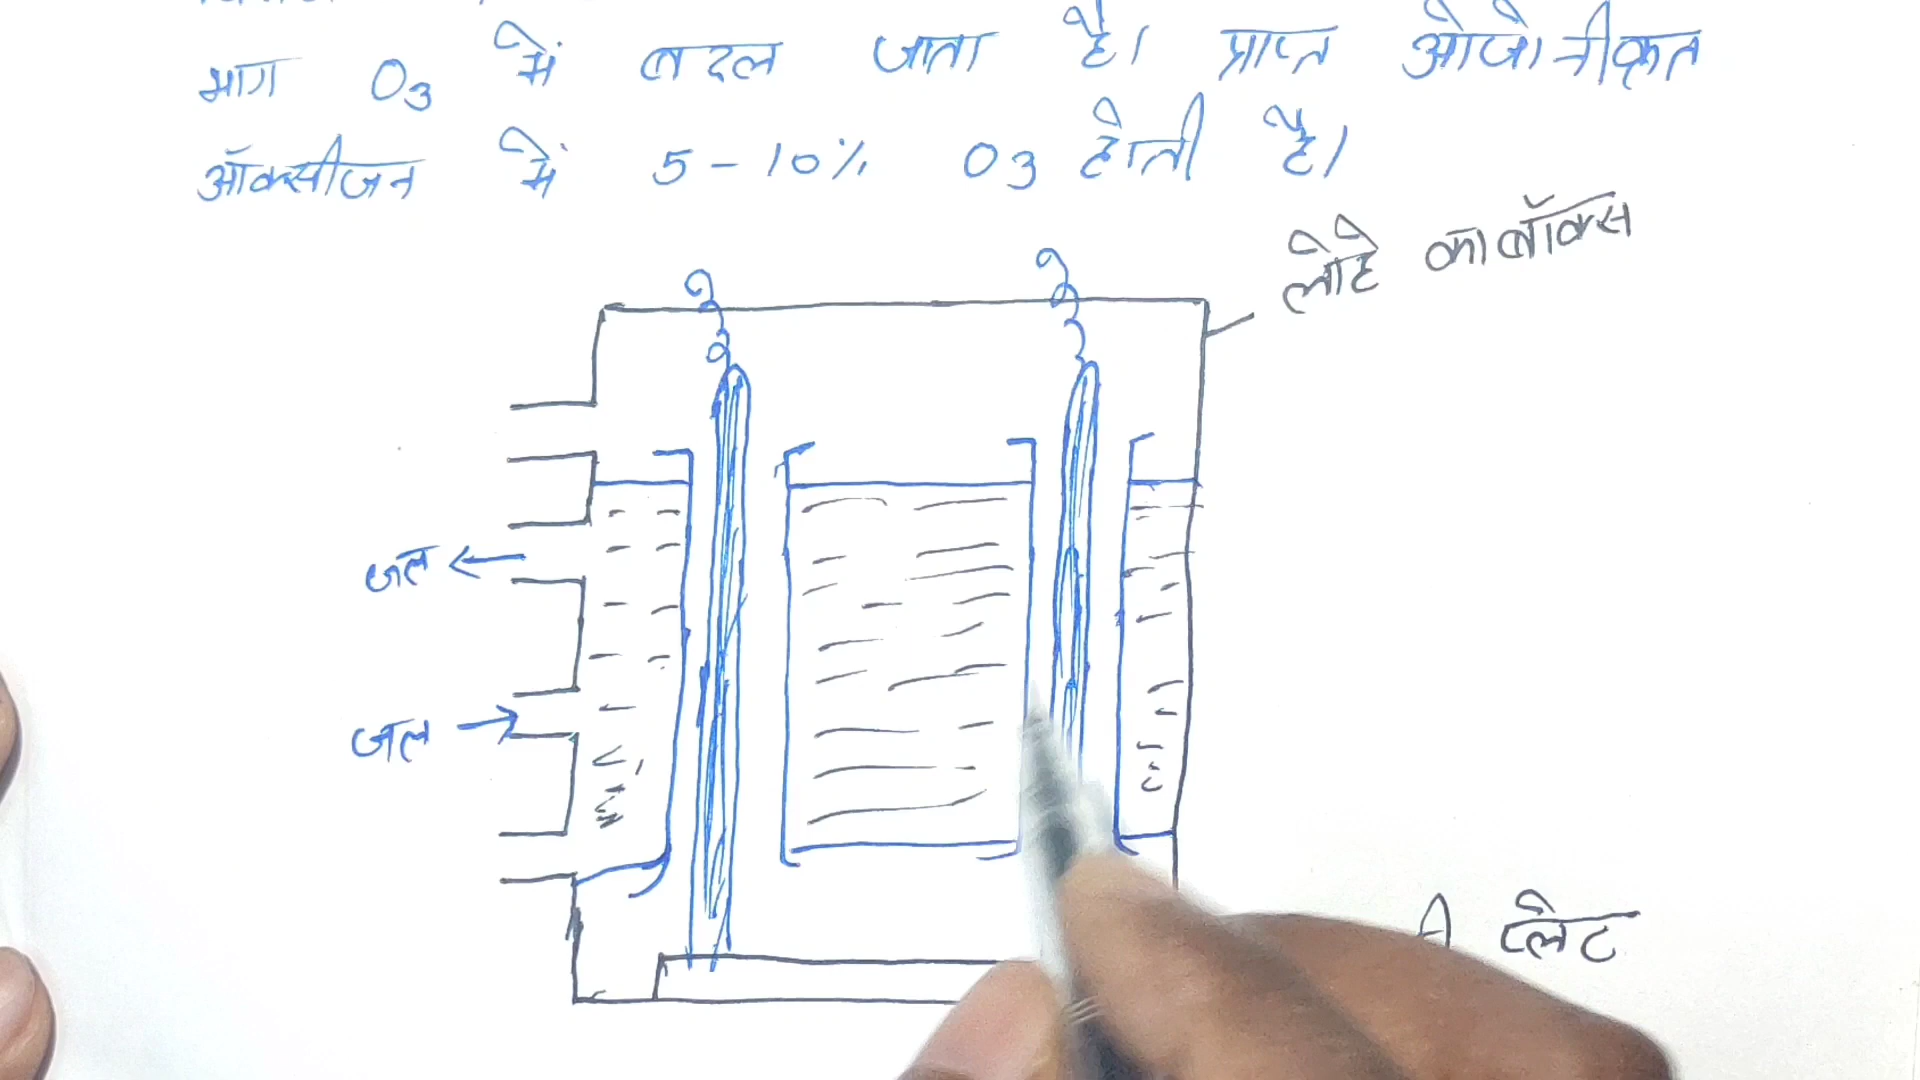 भाग O3 में बदल जाता है। प्राप्त ओजोनीकृत
ऑक्सीजन में 5-10% O3 होती है।
लोहे का बॉक्स
जल
जल
प्लेट